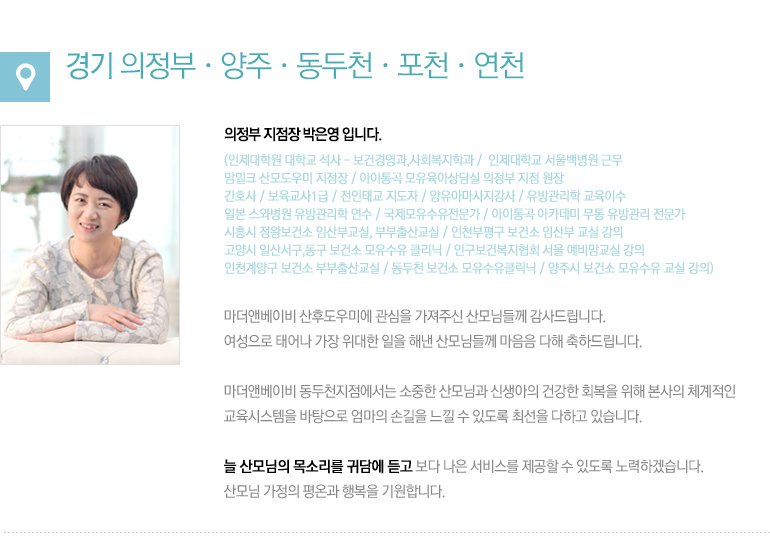 경기 의정부 · 양주 · 동두천 · 포천 · 연천
의정부 지점장 박은영 입니다.
(인제대학원 대학교 석사 - 보건경영과,사회복지학과 / 인제대학교 서울백병원 근무
맘밀크 산모도우미 지점장 / 아이통곡 모유육아상담실 의정부 지점 원장
간호사 / 보육교사1급 / 전인태교 지도자 / 양유아마사지강사 / 유방관리학 교육이수
일본 스와병원 유방관리학 연수 / 국제모유수유전문가 / 아이통곡 아카데미 무통 유방관리 전문가
시흥시 정왕보건소 임산부교실, 부부출산교실 / 인천부평구 보건소 임산부 교실 강의
고양시 일산서구,동구 보건소 모유수유 클리닉 / 인구보건복지협회 서울 예비맘교실 강의
인천계양구 보건소 부부출산교실 / 동두천 보건소 모유수유클릭닉 / 양주시 보건소 모유수유 교실 강의)
마더앤베이비 산후도우미에 관심을 가져주신 산모님들께 감사드립니다.
여성으로 태어나 가장 위대한 일을 해낸 산모님들께 마음음 다해 축하드립니다.
마더앤베이비 동두천지점에서는 소중한 산모님과 신생아의 건강한 회복을 위해 본사의 체계적인
교육시스템을 바탕으로 엄마의 손길을 느낄 수 있도록 최선을 다하고 있습니다.
늘 산모님의 목소리를 귀담에 듣고 보다 나은 서비스를 제공할 수 있도록 노력하겠습니다.
산모님 가정의 평온과 행복을 기원합니다.